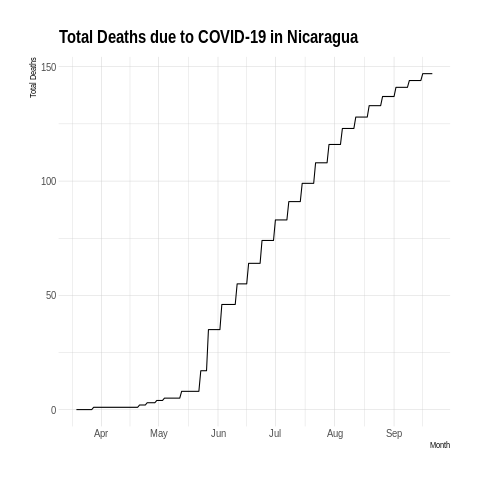 Total Deaths due to COVID-19 in Nicaragua
Total Deaths
150
100
50
0
Apr May Jun Jul Aug Sep
Month